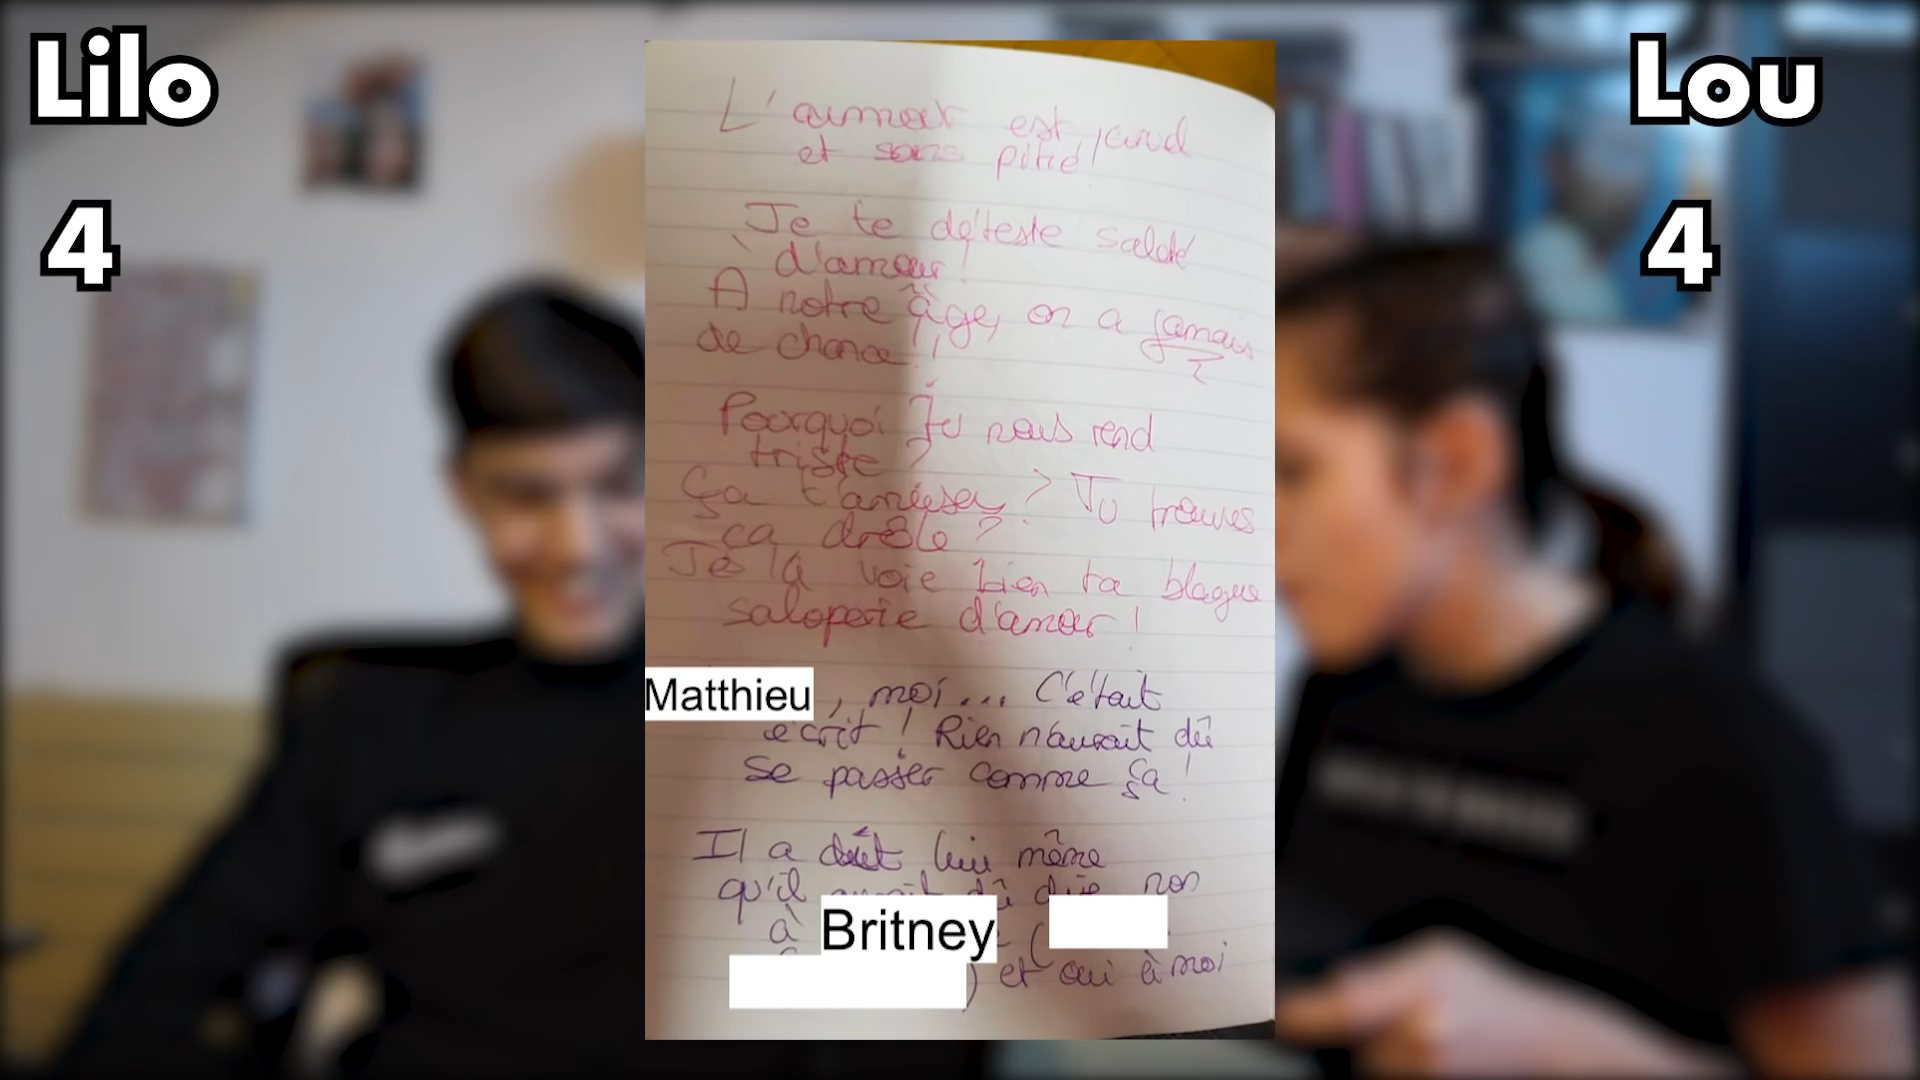 Lilo
4
Lou
4
L'amour est cruel
et sans pitié!
Je te déteste saleté
d'amour!
A notre âge, on a jamais
de chance!
Pourquoi Tu nous rend
triste?
Ça t'amuse? Tu trouves
ça drôle?
Je la voie bien ta blague
saloperie d'amour!
Matthieu, moi... C'était
écrit! Rien n'aurait dû
se passer comme ça!
Il a dit lui même
qu'il dû dire non
à Britney (
) et oui à moi